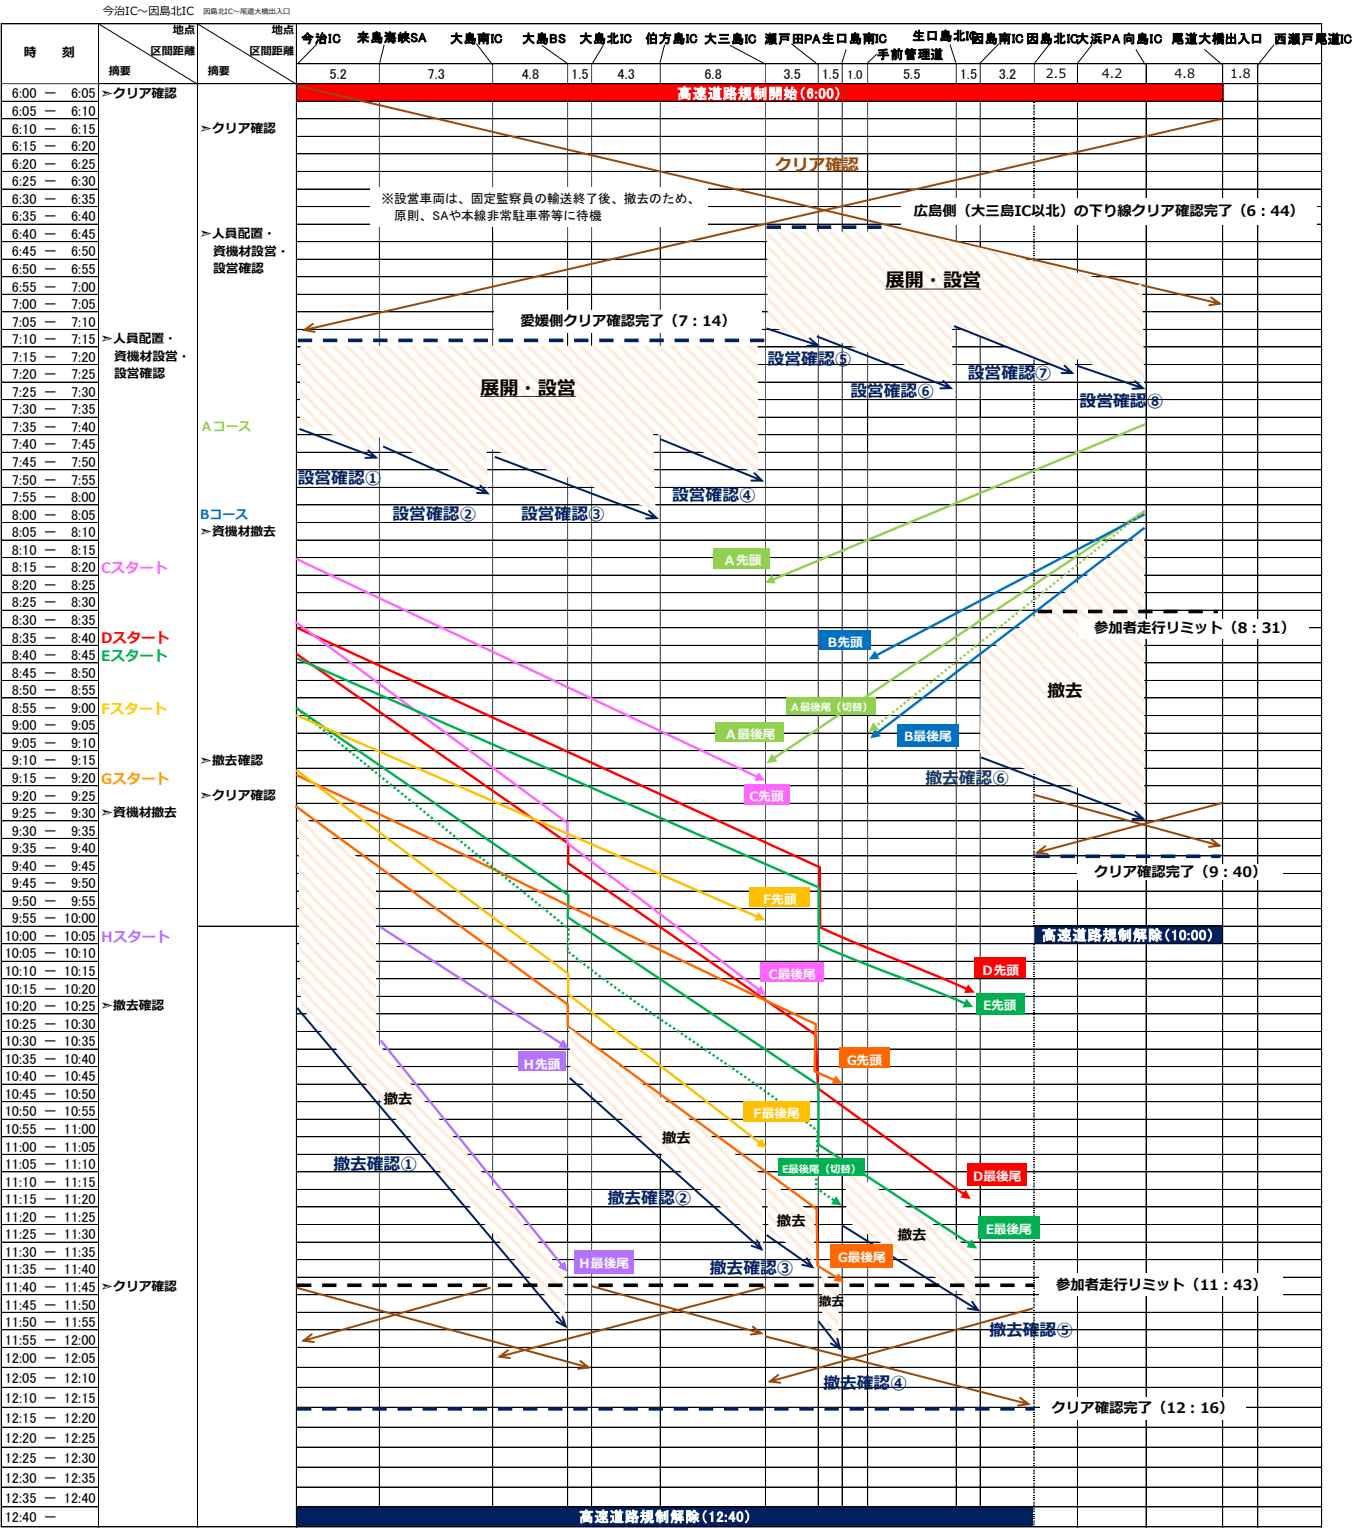 今治IC～因島北IC 因島北IC～尾道大橋出入口
時 刻
地点
区間距離
摘要
地点
区間距離
摘要
今治IC 来島海峡SA 大島南IC 大島BS 大島北IC 伯方島IC 大三島IC 瀬戸田PA 生口島南IC 手前管理道 生口島北IC 因島南IC 因島北IC 大浜PA 向島IC 尾道大橋出入口 西瀬戸尾道IC
5.2 7.3 4.8 1.5 4.3 6.8 3.5 1.5 1.0 5.5 1.5 3.2 2.5 4.2 4.8 1.8
6:00 － 6:05 ➣クリア確認 高速道路規制開始(6:00)
6:05 － 6:10
6:10 － 6:15 ➣クリア確認
6:15 － 6:20
6:20 － 6:25 クリア確認
6:25 － 6:30
6:30 － 6:35 ※設営車両は、固定監察員の輸送終了後、撤去のため、
6:35 － 6:40 原則、SAや本線非常駐車帯等に待機 広島側（大三島IC以北）の下り線クリア確認完了（6：44）
6:40 － 6:45 ➣人員配置・
6:45 － 6:50 資機材設営・
6:50 － 6:55 設営確認 展開・設営
6:55 － 7:00
7:00 － 7:05
7:05 － 7:10 愛媛側クリア確認完了（7：14）
7:10 － 7:15 ➣人員配置・
7:15 － 7:20 資機材設営・ 設営確認⑤
7:20 － 7:25 設営確認 設営確認⑦
7:25 － 7:30 展開・設営 設営確認⑥
7:30 － 7:35 設営確認⑧
7:35 － 7:40 Aコース
7:40 － 7:45
7:45 － 7:50
7:50 － 7:55 設営確認①
7:55 － 8:00 設営確認④
8:00 － 8:05 Bコース 設営確認② 設営確認③
8:05 － 8:10 ➣資機材撤去
8:10 － 8:15 A先頭
8:15 － 8:20 Cスタート
8:20 － 8:25
8:25 － 8:30
8:30 － 8:35 参加者走行リミット（8：31）
8:35 － 8:40 Dスタート B先頭
8:40 － 8:45 Eスタート
8:45 － 8:50
8:50 － 8:55 撤去
8:55 － 9:00 Fスタート A最後尾（切替）
9:00 － 9:05 A最後尾
9:05 － 9:10 B最後尾
9:10 － 9:15 ➣撤去確認
9:15 － 9:20 Gスタート 撤去確認⑥
9:20 － 9:25 ➣クリア確認 C先頭
9:25 － 9:30 ➣資機材撤去
9:30 － 9:35
9:35 － 9:40
9:40 － 9:45 クリア確認完了（9：40）
9:45 － 9:50
9:50 － 9:55 F先頭
9:55 － 10:00
10:00 － 10:05 Hスタート 高速道路規制解除(10:00)
10:05 － 10:10
10:10 － 10:15 C最後尾 D先頭
10:15 － 10:20
10:20 － 10:25 ➣撤去確認 E先頭
10:25 － 10:30
10:30 － 10:35
10:35 － 10:40 H先頭 G先頭
10:40 － 10:45
10:45 － 10:50 撤去
10:50 － 10:55 F最後尾
10:55 － 11:00 撤去
11:00 － 11:05
11:05 － 11:10 撤去確認① E最後尾（切替）
11:10 － 11:15 D最後尾
11:15 － 11:20 撤去確認②
11:20 － 11:25 撤去 E最後尾
11:25 － 11:30 撤去
11:30 － 11:35 H最後尾 G最後尾
11:35 － 11:40 撤去確認③
11:40 － 11:45 ➣クリア確認 参加者走行リミット（11：43）
11:45 － 11:50 撤去
11:50 － 11:55 撤去確認⑤
11:55 － 12:00
12:00 － 12:05
12:05 － 12:10 撤去確認④
12:10 － 12:15 クリア確認完了（12：16）
12:15 － 12:20
12:20 － 12:25
12:25 － 12:30
12:30 － 12:35
12:35 － 12:40
12:40 － 高速道路規制解除(12:40)